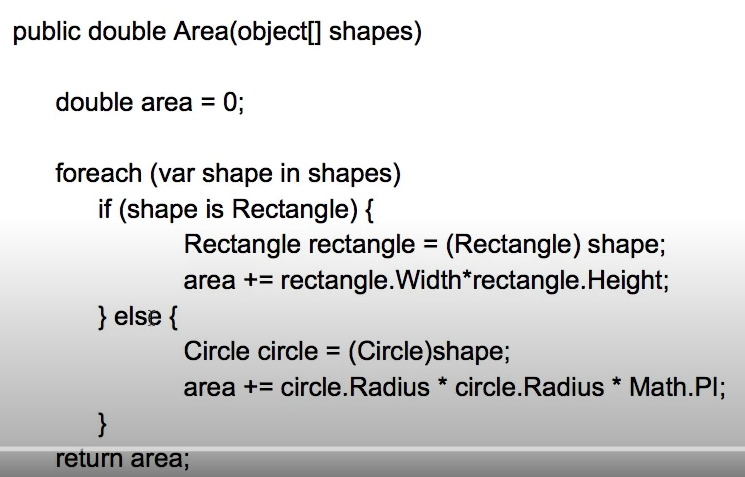 public double Area(object[] shapes)
double area = 0;
foreach (var shape in shapes)
if (shape is Rectangle) {
Rectangle rectangle = (Rectangle) shape;
area += rectangle.Width*rectangle.Height;
} else {
Circle circle = (Circle)shape;
area += circle.Radius * circle.Radius * Math.PI;
}
return area;